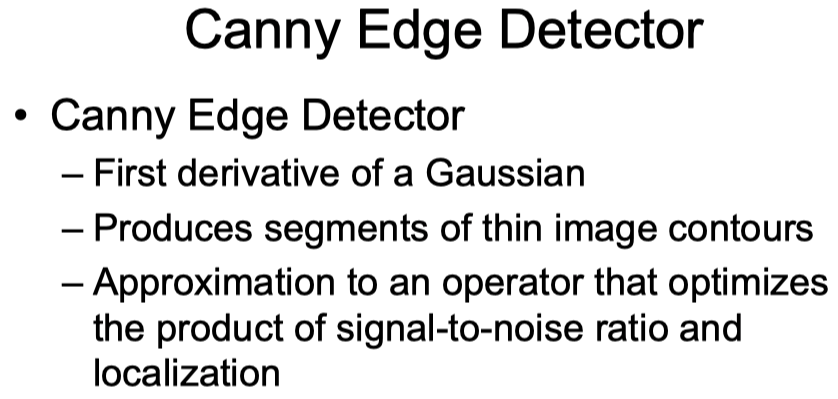 Canny Edge Detector
• Canny Edge Detector
– First derivative of a Gaussian
– Produces segments of thin image contours
– Approximation to an operator that optimizes
the product of signal-to-noise ratio and
localization